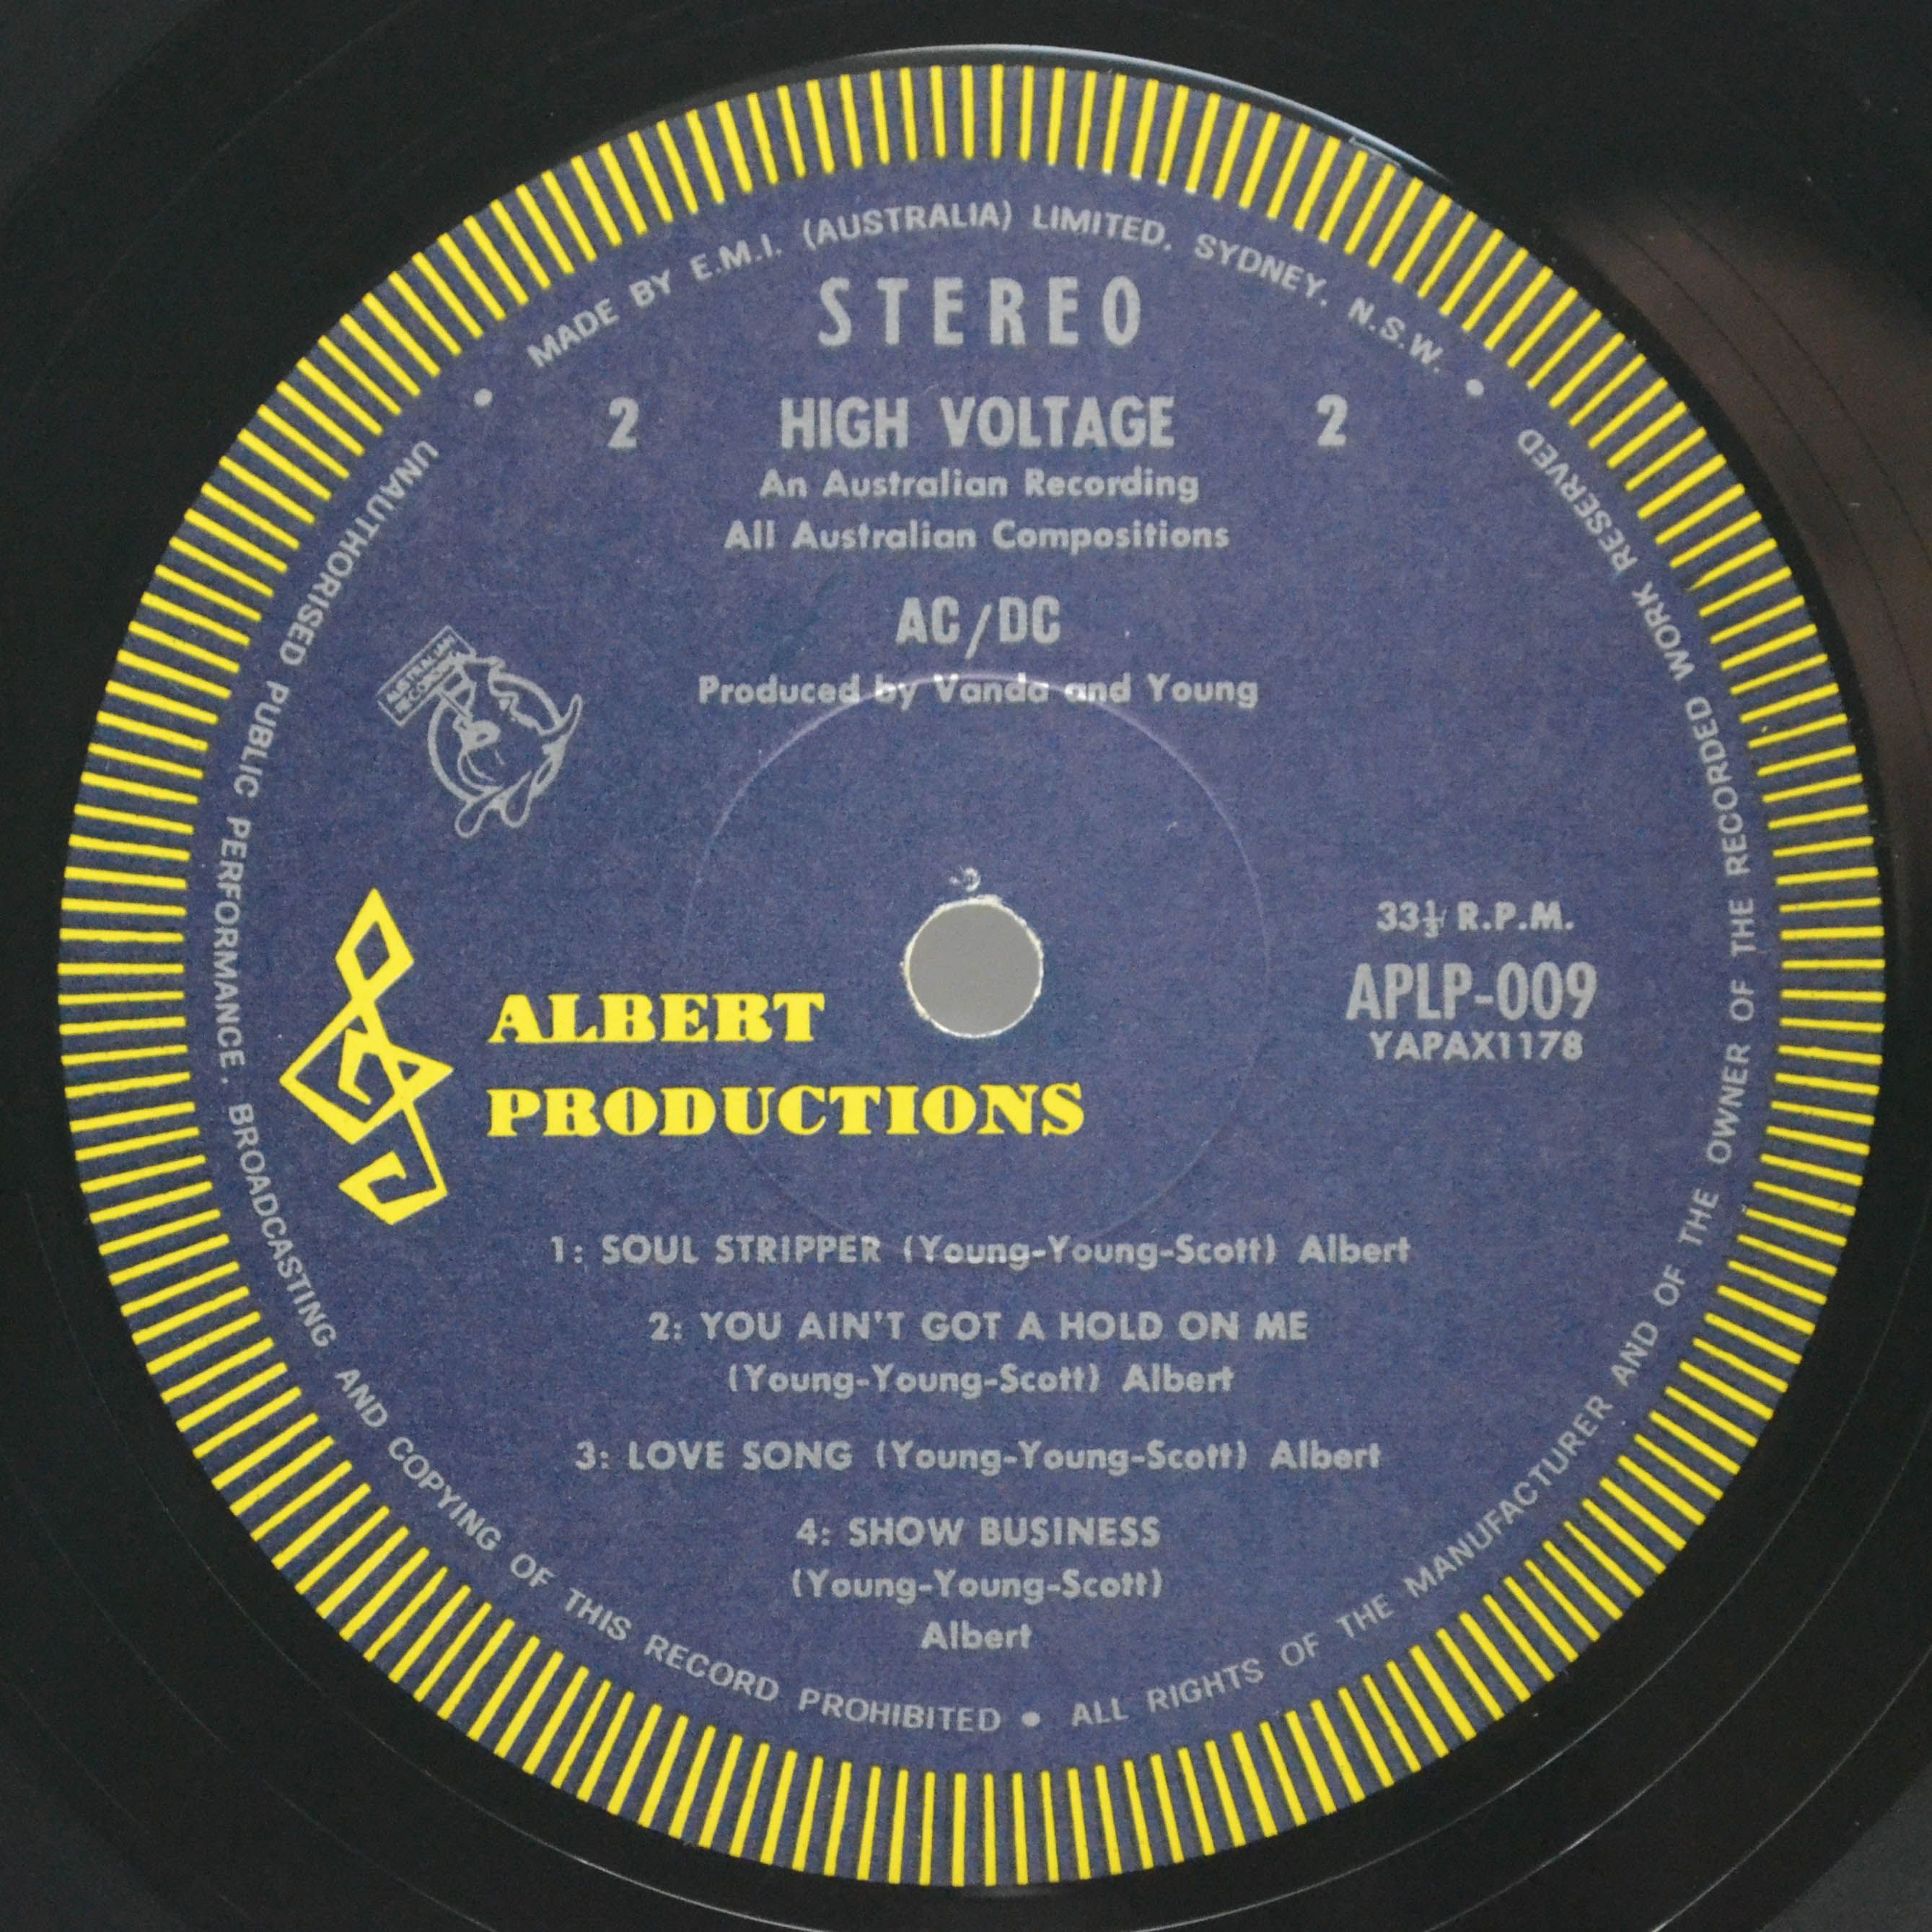 MADE BY E.M.I. (AUSTRALIA) LIMITED. SYDNEY. N.S.W. •
STEREO
2 HIGH VOLTAGE 2
An Australian Recording
All Australian Compositions
AC/DC
Produced by Vanda and Young
AUSTRALIAN
RECORDING
33⅓ R.P.M.
APLP-009
YAPAX1178
ALBERT
PRODUCTIONS
1: SOUL STRIPPER (Young-Young-Scott) Albert
2: YOU AIN'T GOT A HOLD ON ME
(Young-Young-Scott) Albert
3: LOVE SONG (Young-Young-Scott) Albert
4: SHOW BUSINESS
(Young-Young-Scott)
Albert
UNAUTHORISED PUBLIC PERFORMANCE, BROADCASTING AND COPYING OF THIS RECORD PROHIBITED • ALL RIGHTS OF THE MANUFACTURER AND OF THE OWNER OF THE RECORDED WORK RESERVED •